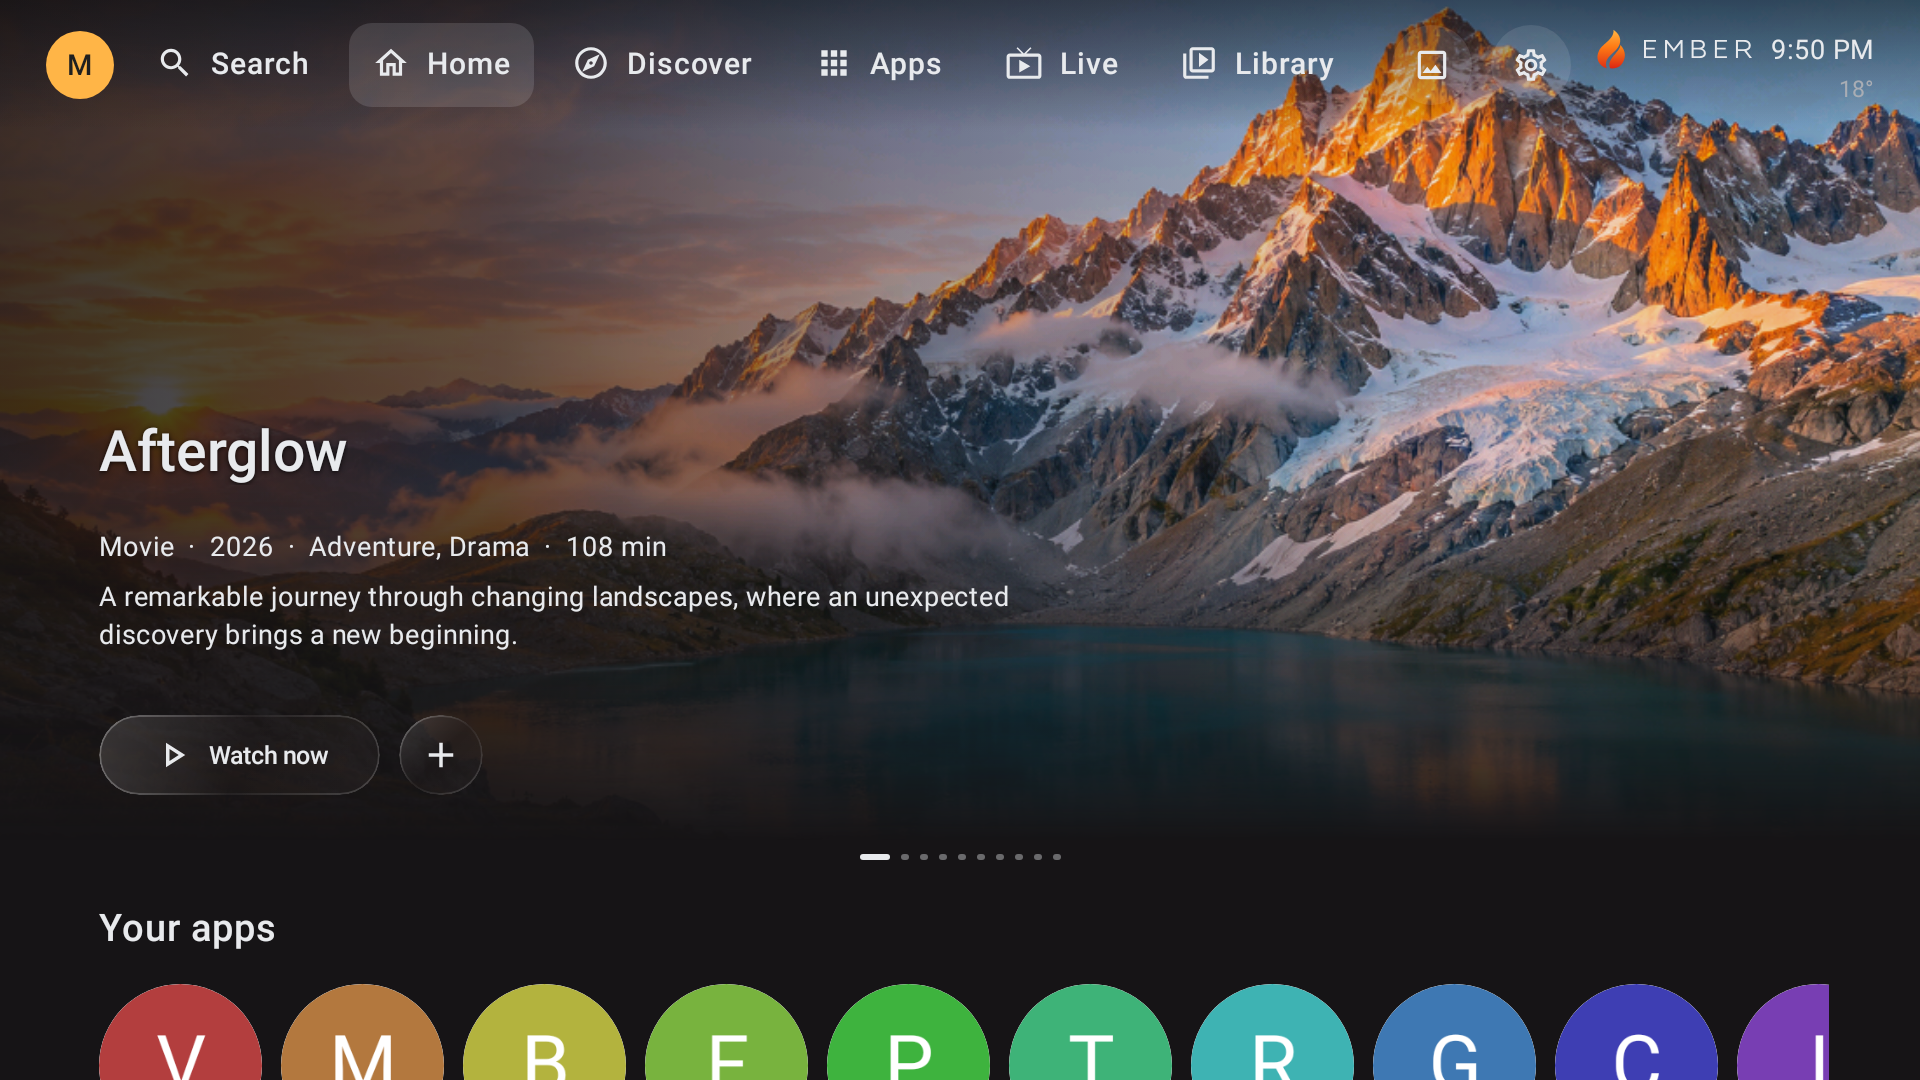 M
Search
Home
Discover
Apps
Live
Library
EMBER
9:50 PM
18°
Afterglow
Movie · 2026 · Adventure, Drama · 108 min
A remarkable journey through changing landscapes, where an unexpected
discovery brings a new beginning.
Watch now
Your apps
V M B F P T R G C